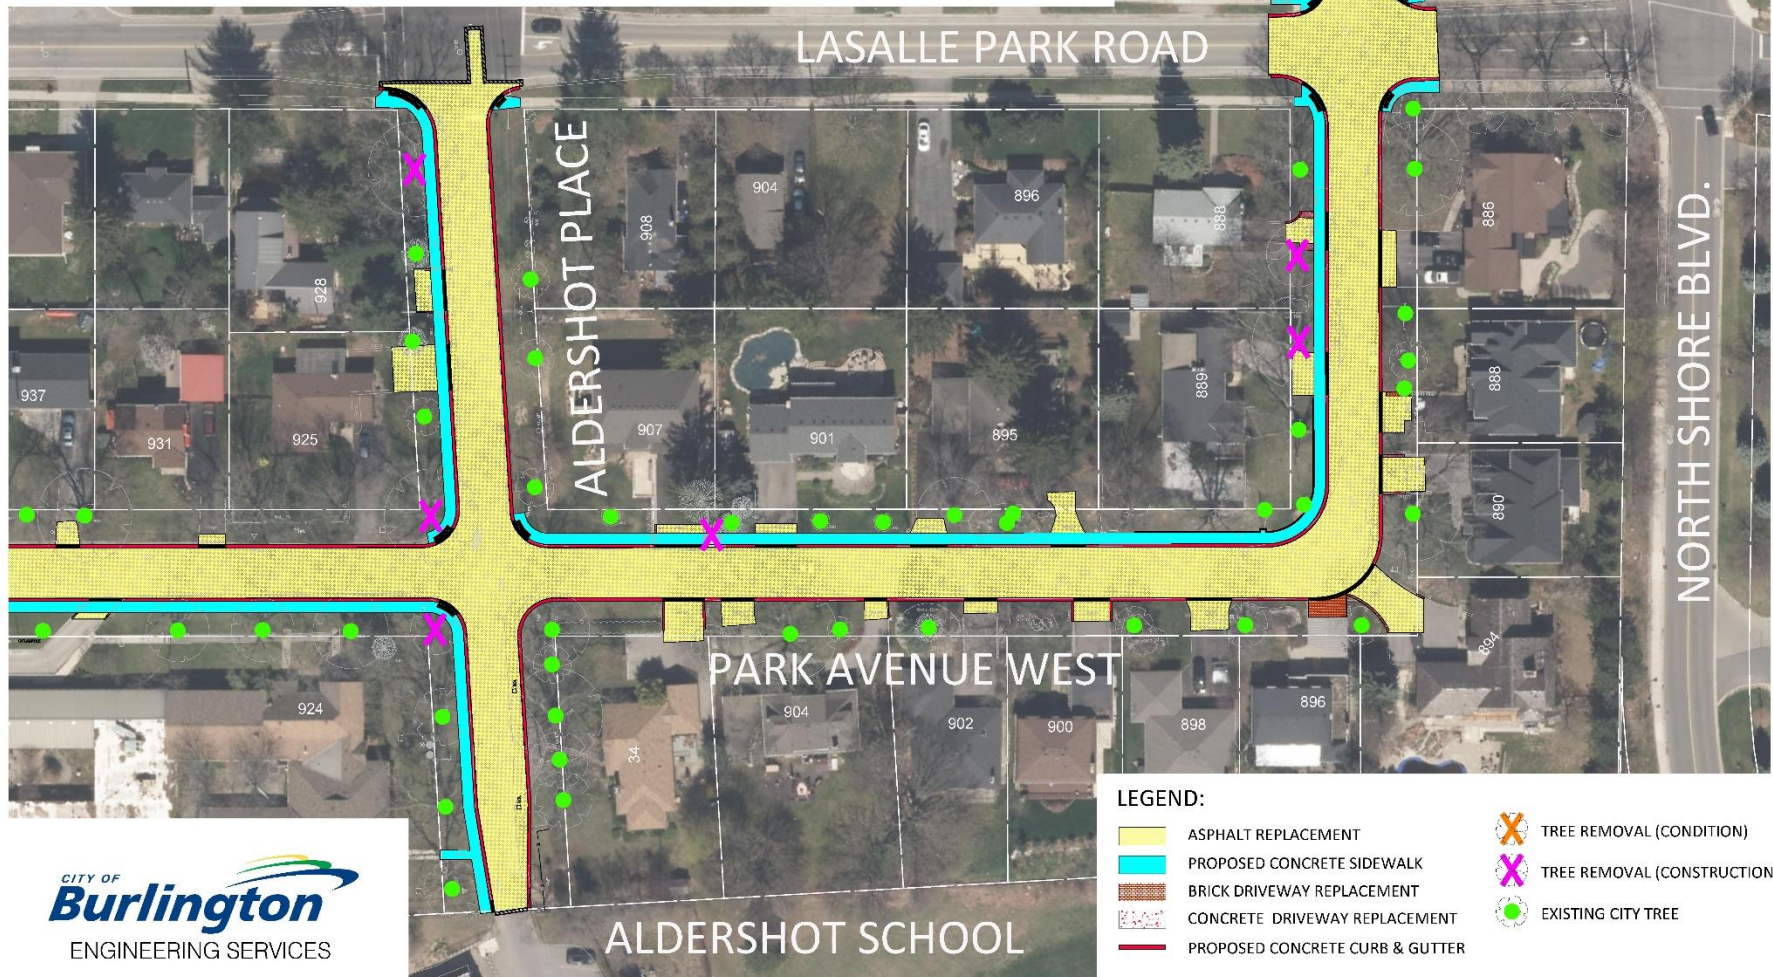 LASALLE PARK ROAD
ALDERSHOT PLACE
NORTH SHORE BLVD.
908
904
896
888
886
928
937
931
925
907
901
895
889
888
890
894
924
34
904
902
900
898
896
PARK AVENUE WEST
ALDERSHOT SCHOOL
CITY OF
Burlington
ENGINEERING SERVICES
LEGEND:
ASPHALT REPLACEMENT
PROPOSED CONCRETE SIDEWALK
BRICK DRIVEWAY REPLACEMENT
CONCRETE DRIVEWAY REPLACEMENT
PROPOSED CONCRETE CURB & GUTTER
TREE REMOVAL (CONDITION)
TREE REMOVAL (CONSTRUCTION
EXISTING CITY TREE